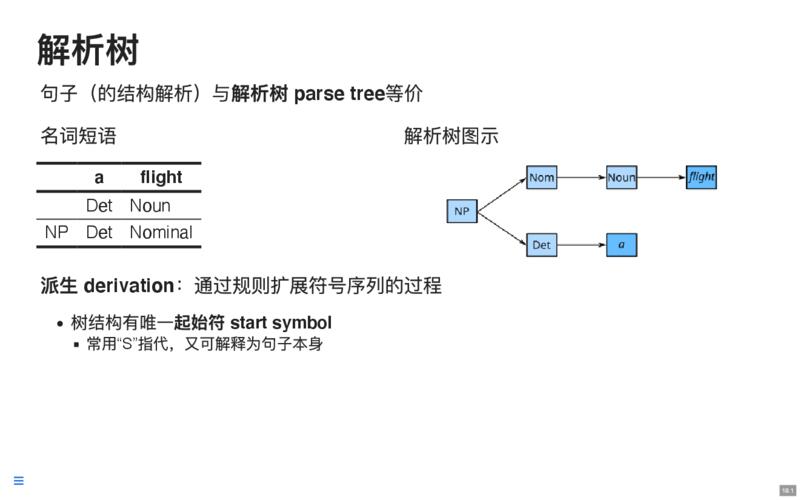 解析树
句子（的结构解析）与解析树 parse tree等价
名词短语
a flight
Det Noun
NP Det Nominal
解析树图示
Nom Noun flight
NP
Det a
派生 derivation：通过规则扩展符号序列的过程
树结构有唯一起始符 start symbol
常用“S”指代，又可解释为句子本身
18.1